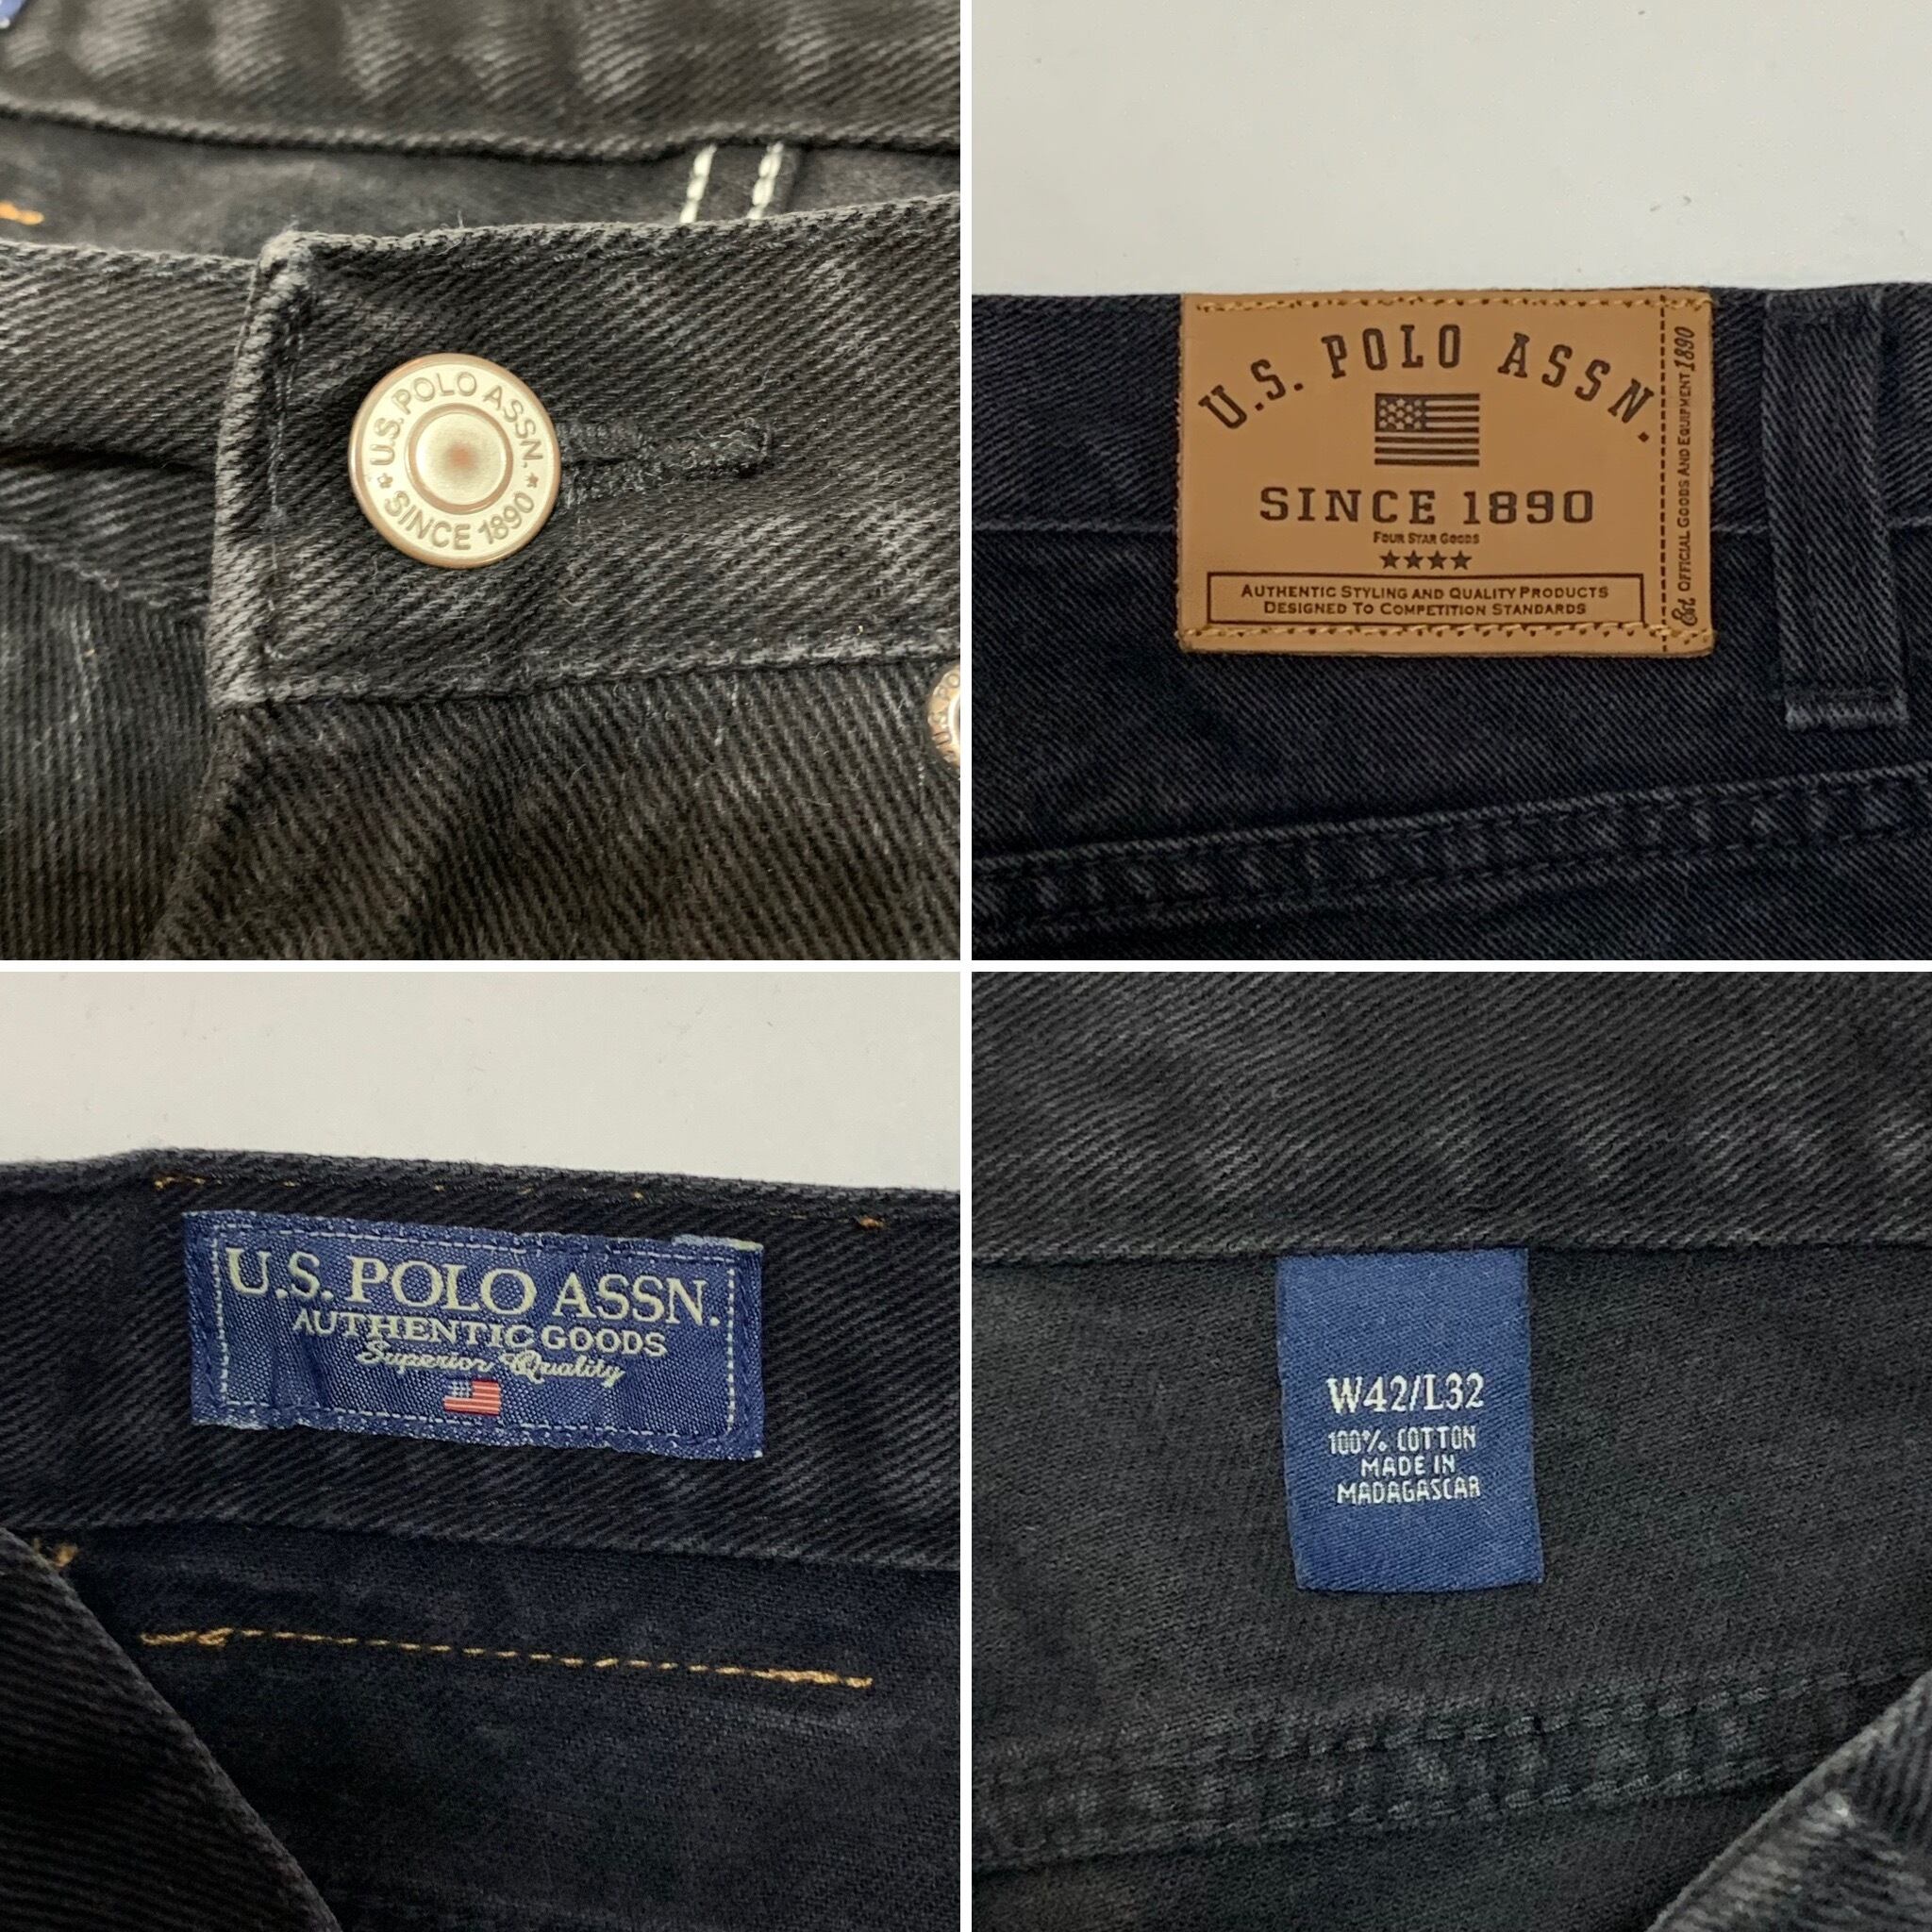 U.S. POLO ASSN.
SINCE 1890
U.S. PO
U.S. POLO ASSN.
SINCE 1890
FOUR STAR GOODS
AUTHENTIC STYLING AND QUALITY PRODUCTS
DESIGNED TO COMPETITION STANDARDS
Est OFFICIAL GOODS AND EQUIPMENT 1890
U.S. POLO ASSN.
AUTHENTIC GOODS
Superior Quality
W42/L32
100% COTTON
MADE IN
MADAGASCAR